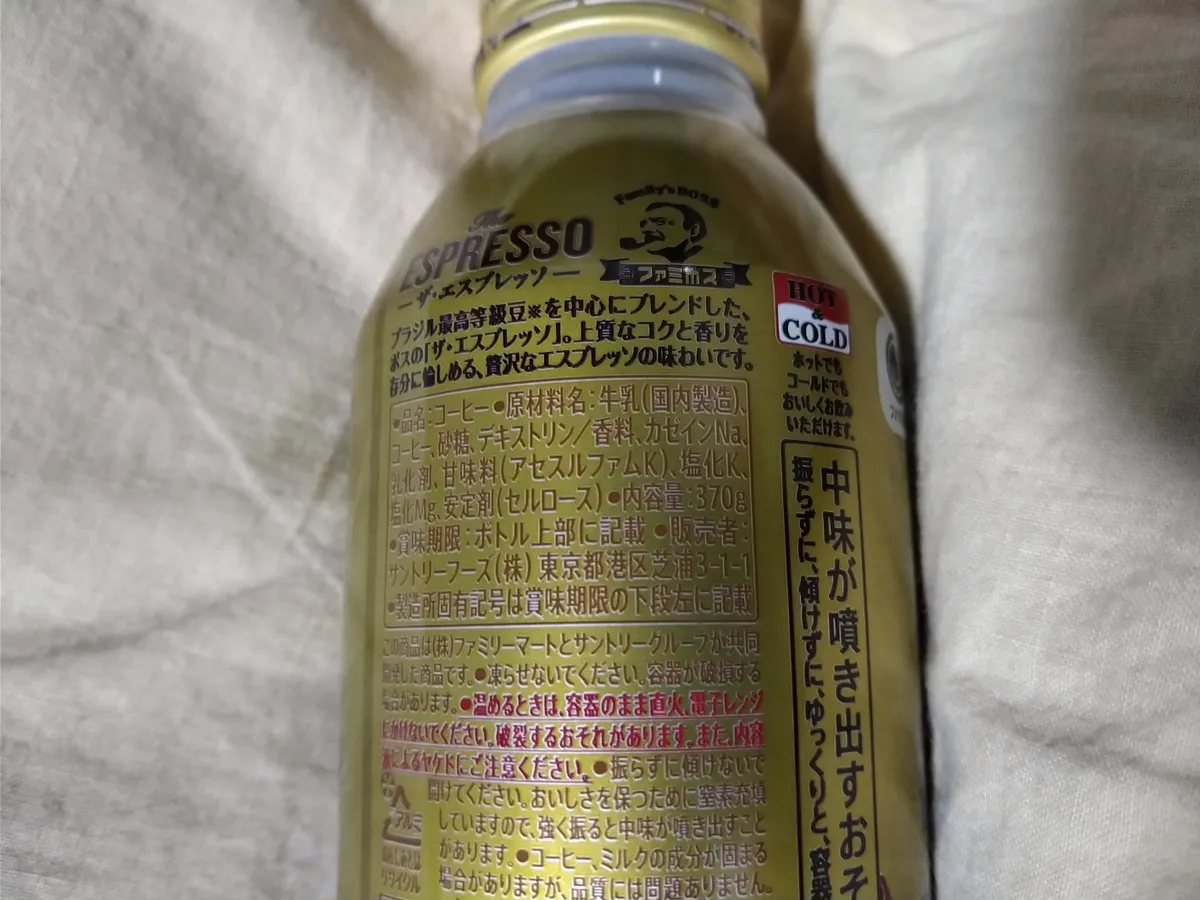 The
ESPRESSO
ーザ・エスプレッソー
Family's BOSS
ファミボス
ブラジル最高等級豆※を中心にブレンドした、
ボスの「ザ・エスプレッソ」。上質なコクと香りを
存分に愉しめる、贅沢なエスプレッソの味わいです。
●品名:コーヒー●原材料名:牛乳(国内製造)、
コーヒー、砂糖、デキストリン/香料、カゼインNa、
乳化剤、甘味料(アセスルファムK)、塩化K、
塩化Mg、安定剤(セルロース)●内容量:370g
●賞味期限:ボトル上部に記載 ●販売者:
サントリーフーズ(株) 東京都港区芝浦3-1-1
●製造所固有記号は賞味期限の下段左に記載
この商品は(株)ファミリーマートとサントリーグループが共同
開発した商品です。●凍らせないでください。容器が破損する
場合があります。●温めるときは、容器のまま直火、電子レンジ
にかけないでください。破裂するおそれがあります。また、内容
液によるヤケドにご注意ください。●振らずに傾けないで
開けてください。おいしさを保つために窒素充填
していますので、強く振ると中味が噴き出すこと
があります。●コーヒー、ミルクの成分が固まる
場合がありますが、品質には問題ありません。
アルミ
リサイクル
HOT
&
COLD
ホットでも
コールドでも
おいしくお飲み
いただけます。
中味が噴き出すおそ
振らずに、傾けずに、ゆっくりと、容器